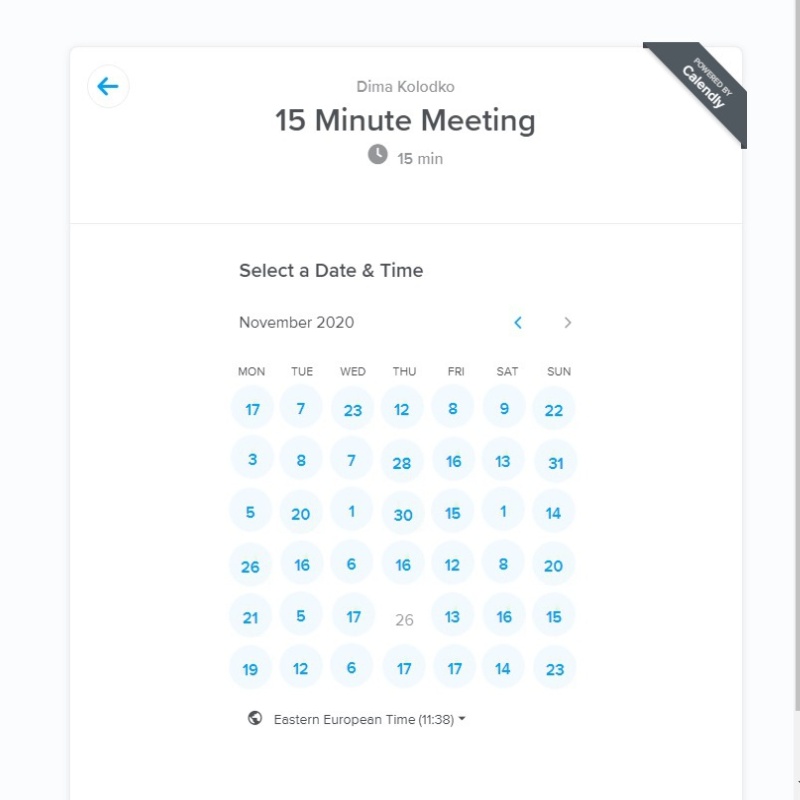 POWERED BY
Calendly
Dima Kolodko
15 Minute Meeting
15 min
Select a Date & Time
November 2020
MON TUE WED THU FRI SAT SUN
17 7 23 12 8 9 22
3 8 7 28 16 13 31
5 20 1 30 15 1 14
26 16 6 16 12 8 20
21 5 17 26 13 16 15
19 12 6 17 17 14 23
Eastern European Time (11:38)